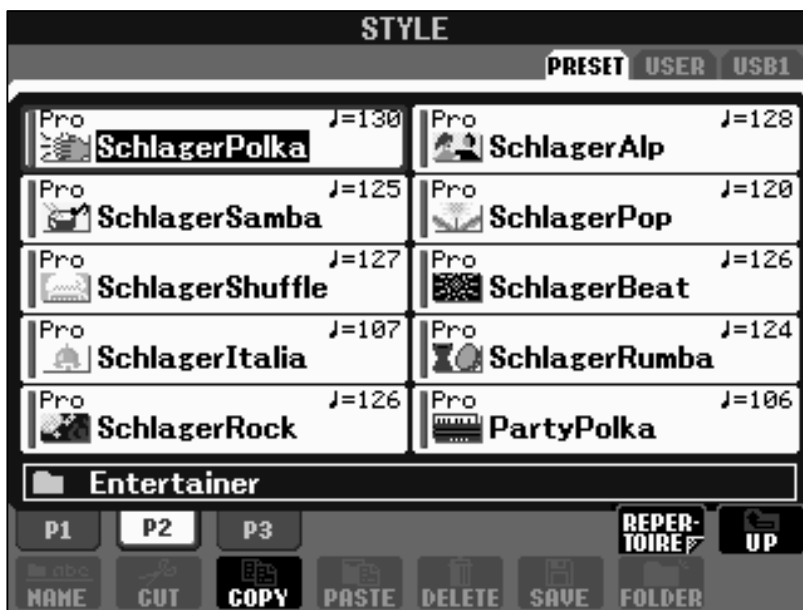 STYLE
PRESET USER USB1
Pro ♩=130
SchlagerPolka
Pro ♩=128
SchlagerAlp
Pro ♩=125
SchlagerSamba
Pro ♩=120
SchlagerPop
Pro ♩=127
SchlagerShuffle
Pro ♩=126
SchlagerBeat
Pro ♩=107
SchlagerItalia
Pro ♩=124
SchlagerRumba
Pro ♩=126
SchlagerRock
Pro ♩=106
PartyPolka
Entertainer
P1 P2 P3
REPER-
TOIRE
UP
abc
NAME CUT COPY PASTE DELETE SAVE FOLDER